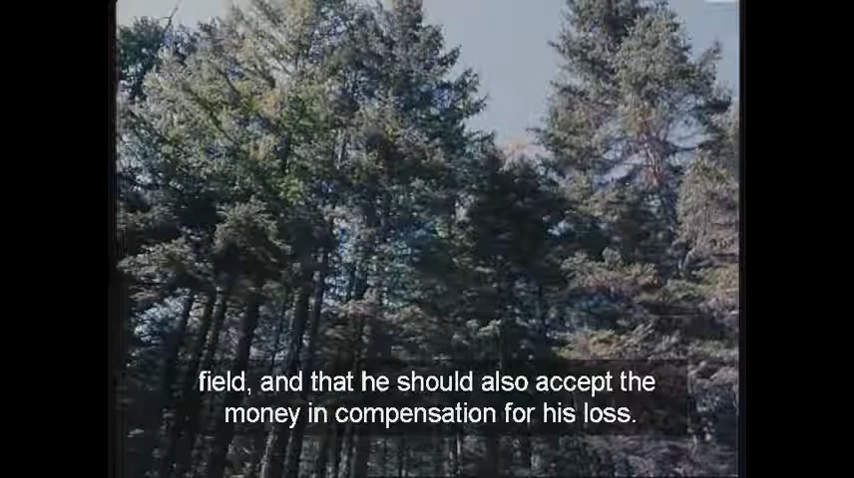 field, and that he should also accept the
money in compensation for his loss.